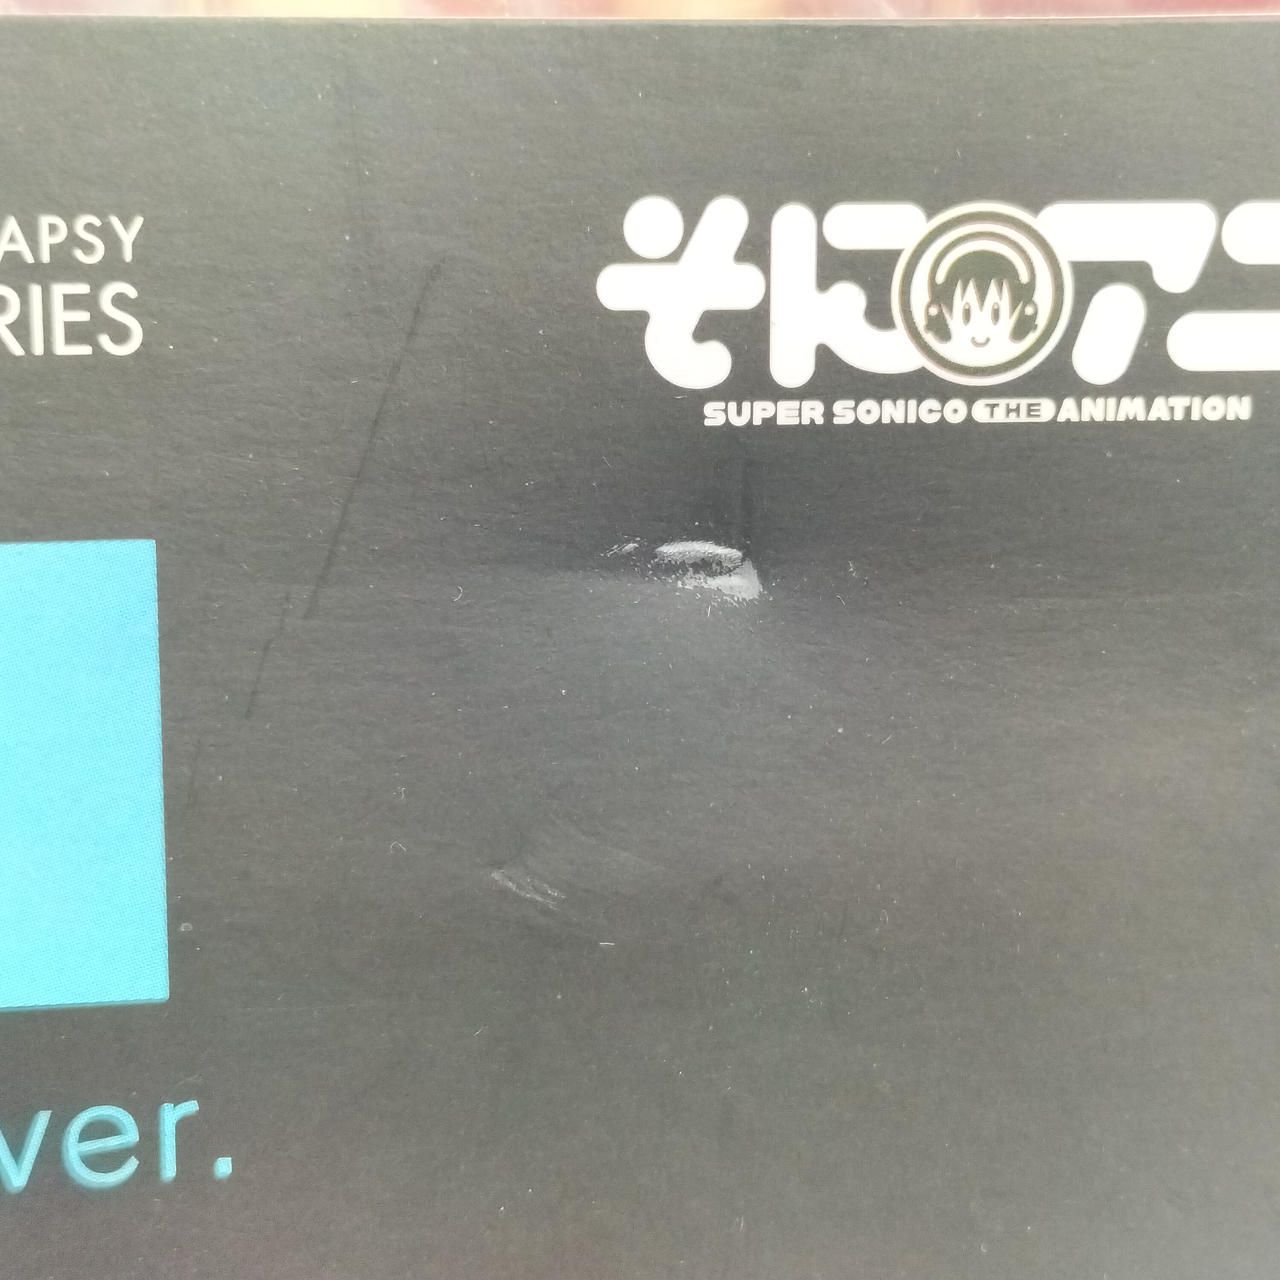 APSY
RIES
そにアニ
SUPER SONICO THE ANIMATION
ver.